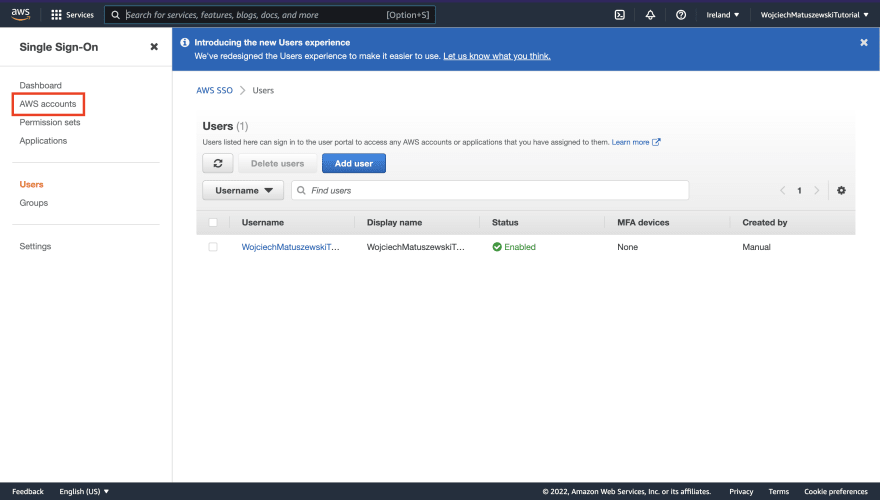 aws Services Search for services, features, blogs, docs, and more [Option+S] Ireland WojciechMatuszewskiTutorial
Single Sign-On
Introducing the new Users experience
We've redesigned the Users experience to make it easier to use. Let us know what you think.
Dashboard
AWS accounts
Permission sets
Applications
Users
Groups
Settings
AWS SSO > Users
Users (1)
Users listed here can sign in to the user portal to access any AWS accounts or applications that you have assigned to them. Learn more
Delete users Add user
Username Find users 1
Username Display name Status MFA devices Created by
WojciechMatuszewskiT... WojciechMatuszewskiT... Enabled None Manual
Feedback English (US) © 2022, Amazon Web Services, Inc. or its affiliates. Privacy Terms Cookie preferences